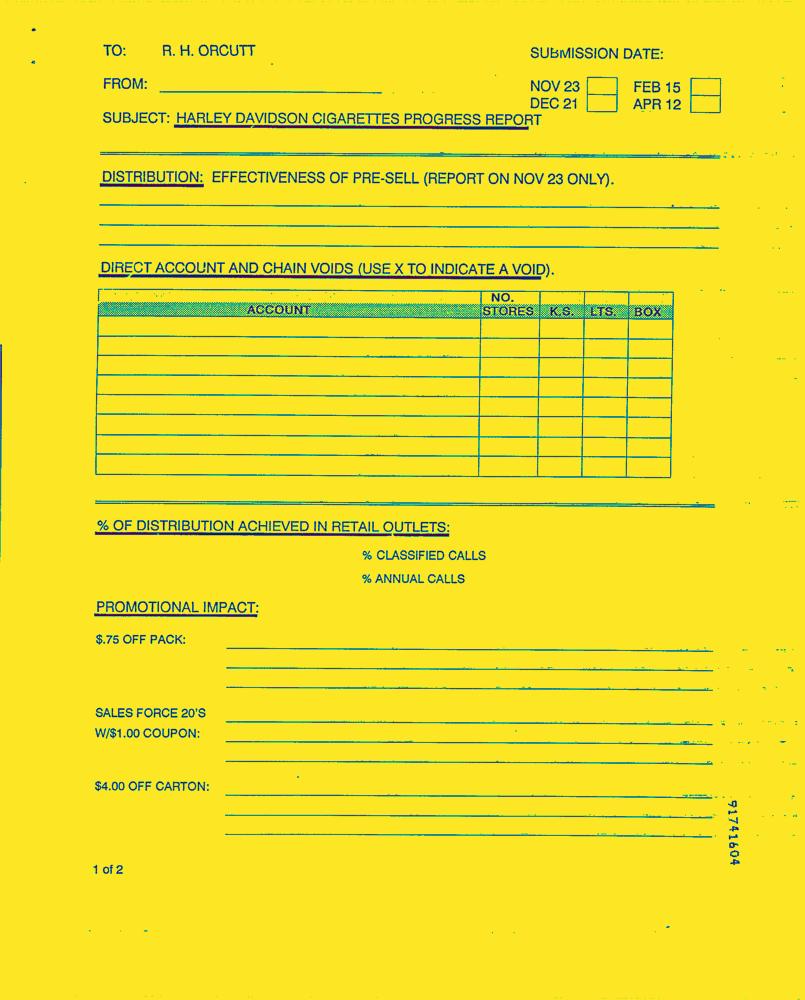 TO: R. H. ORCUTT
SUBMISSION DATE:
FROM:
NOV 23 FEB 15
DEC 21 APR 12
SUBJECT: HARLEY DAVIDSON CIGARETTES PROGRESS REPORT
DISTRIBUTION: EFFECTIVENESS OF PRE-SELL (REPORT ON NOV 23 ONLY).
DIRECT ACCOUNT AND CHAIN VOIDS (USE X TO INDICATE A VOID).
NO.
ACCOUNT STORES K.S. LTS. BOX
% OF DISTRIBUTION ACHIEVED IN RETAIL OUTLETS:
% CLASSIFIED CALLS
% ANNUAL CALLS
PROMOTIONAL IMPACT:
$.75 OFF PACK:
SALES FORCE 20'S
W/$1.00 COUPON:
$4.00 OFF CARTON:
91741604
1 of 2